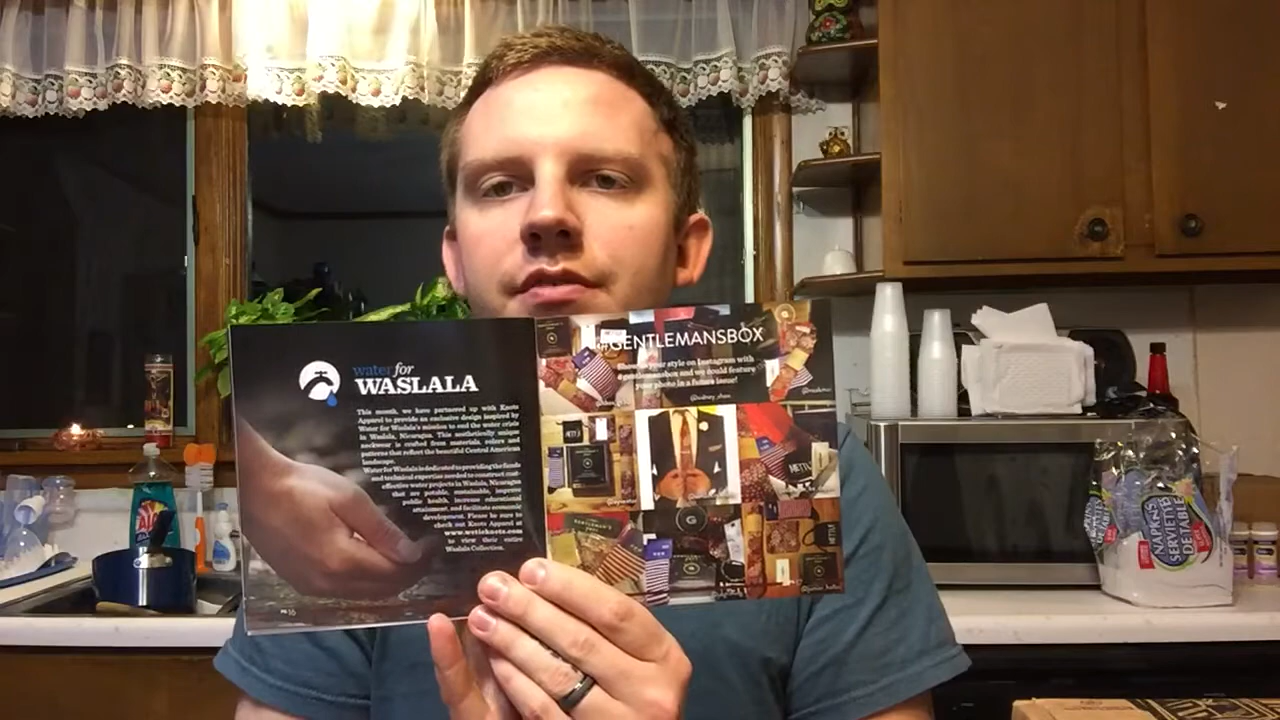 water for
WASLALA
This month, we have partnered up with Knots
Apparel to provide an exclusive design inspired by
Water for Waslala's mission to end the water crisis
in Waslala, Nicaragua. This aesthetically unique
neckwear is crafted from materials, colors and
patterns that reflect the beautiful Central American
landscape.
Water for Waslala is dedicated to providing the funds
and technical expertise needed to construct cost-
effective water projects in Waslala, Nicaragua
that are potable, sustainable, improve
public health, increase educational
attainment, and facilitate economic
development. Please be sure to
check out Knots Apparel at
www.wetieknots.com
to view their entire
Waslala Collection.
#GENTLEMANSBOX
Show your style on Instagram with
#gentlemansbox and we could feature
your photo in a future issue!
NAPKINS
SERVIETTE
DETABLE